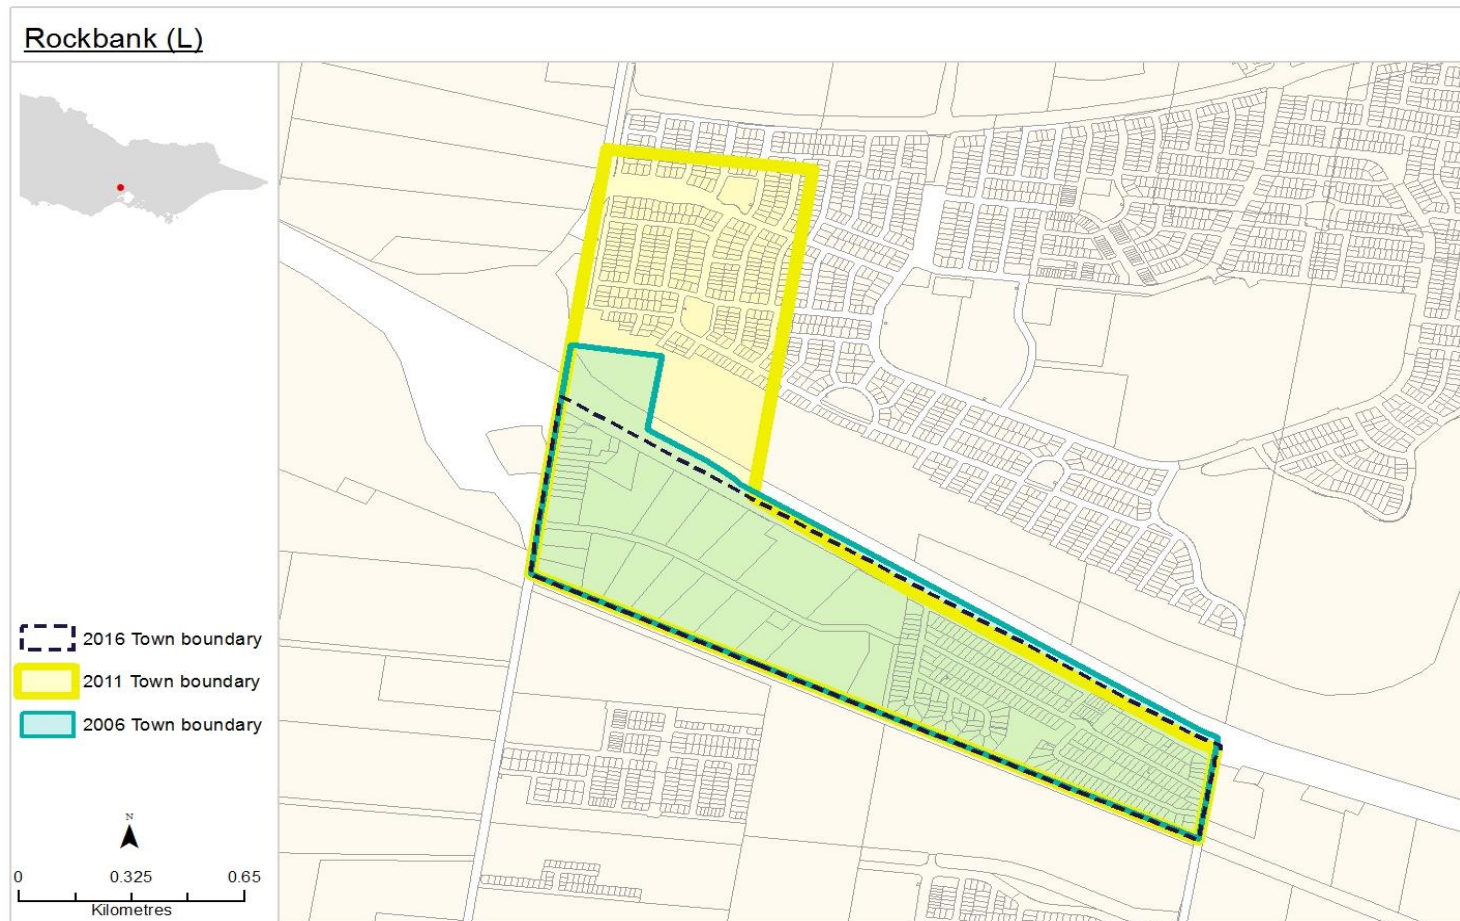 Rockbank (L)
2016 Town boundary
2011 Town boundary
2006 Town boundary
N
0 0.325 0.65
Kilometres